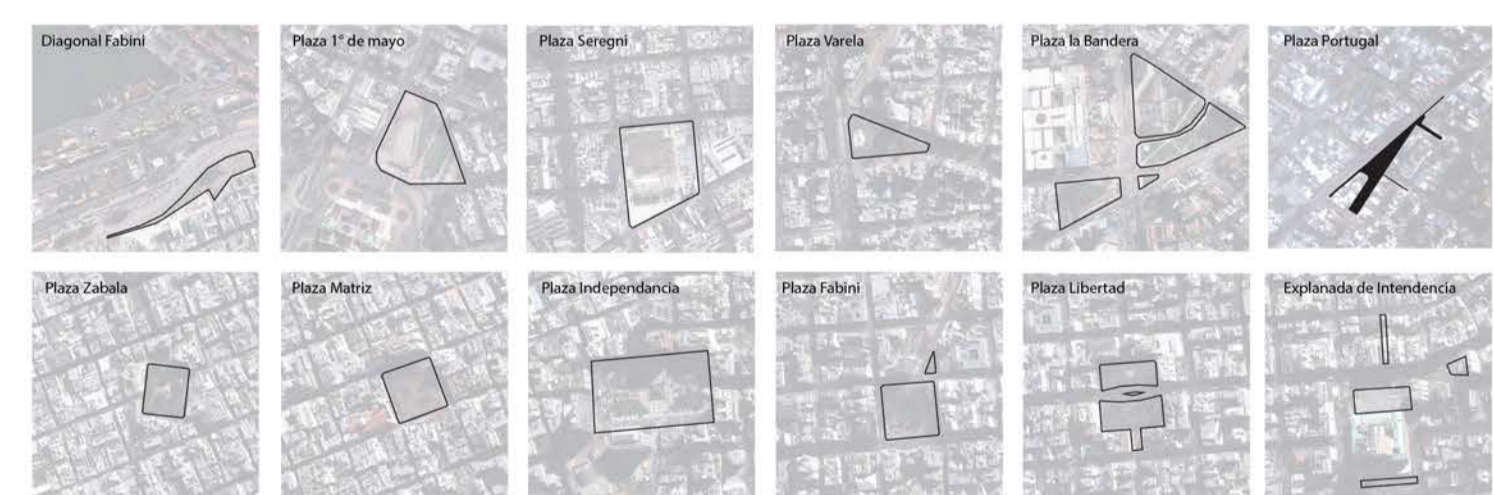 Diagonal Fabini
Plaza 1° de mayo
Plaza Seregni
Plaza Varela
Plaza la Bandera
Plaza Portugal
Plaza Zabala
Plaza Matriz
Plaza Independancia
Plaza Fabini
Plaza Libertad
Explanada de Intendencia